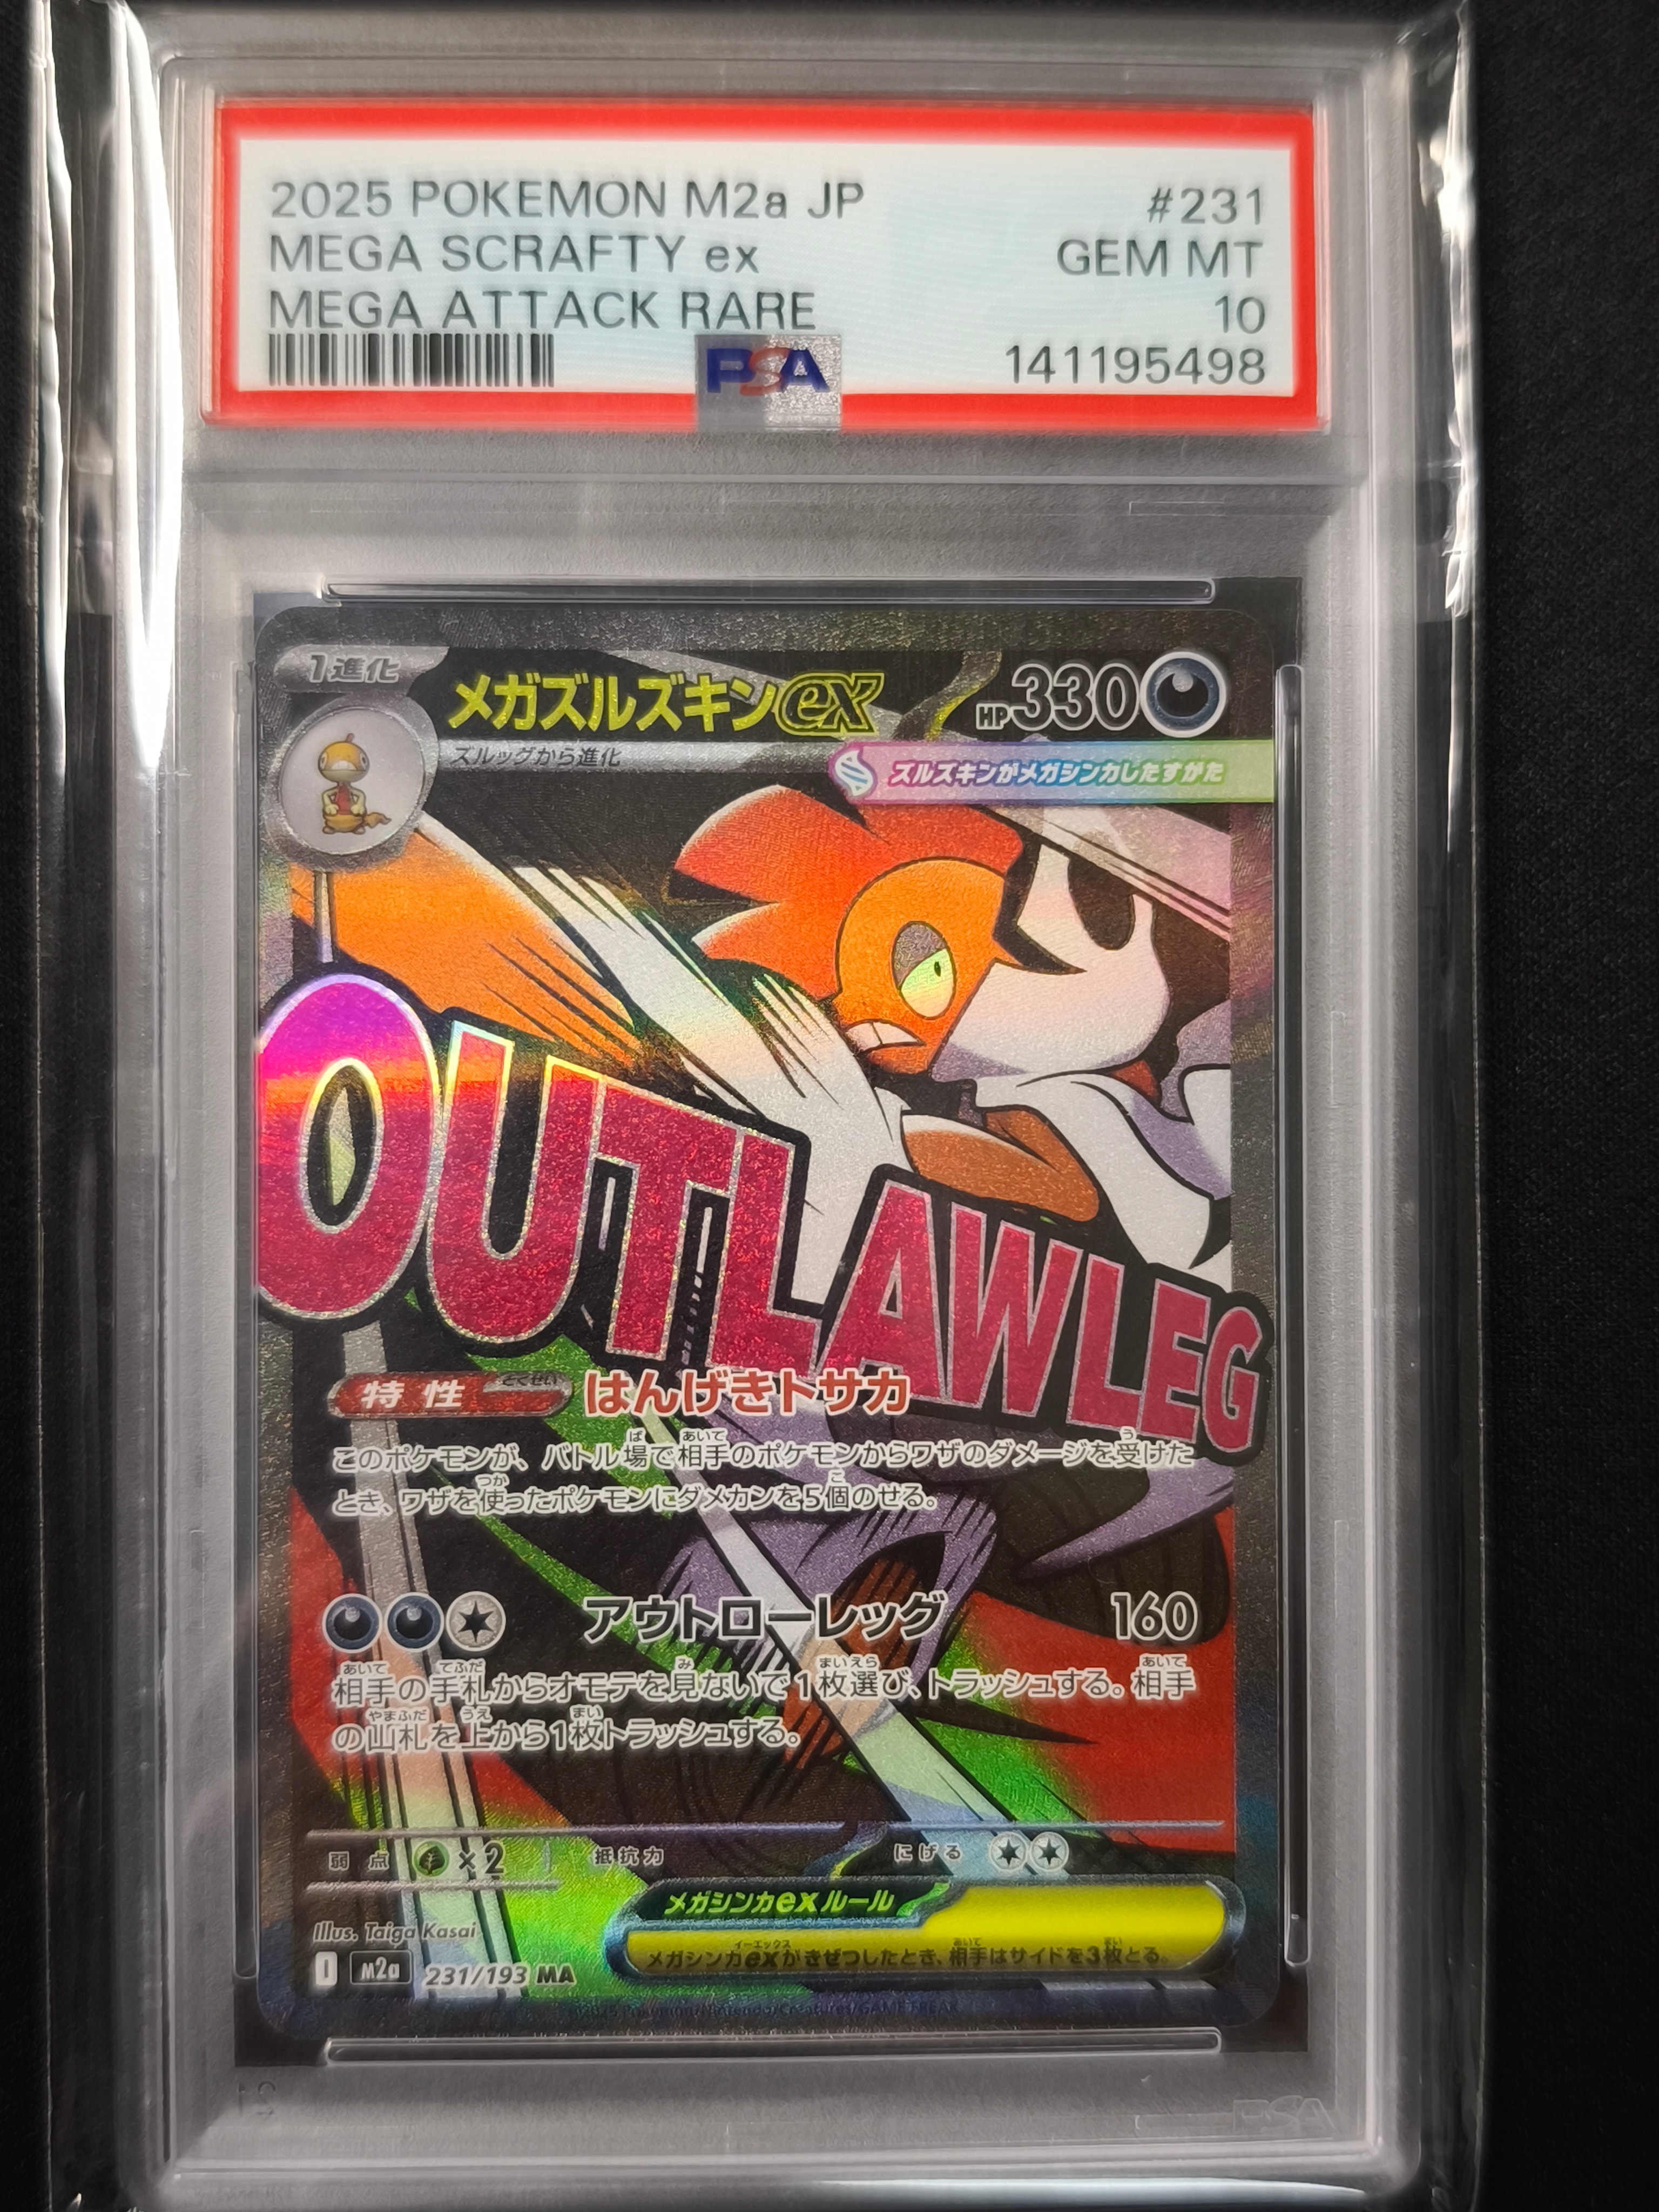 2025 POKEMON M2a JP #231
MEGA SCRAFTY ex GEM MT
MEGA ATTACK RARE 10
PSA 141195498
1進化
メガズルズキンex HP330
ズルッグから進化
ズルズキンがメガシンカしたすがた
OUTLAWLEG
特性 とくせい はんげきトサカ
このポケモンが、バトル場で相手のポケモンからワザのダメージを受けた
とき、ワザを使ったポケモンにダメカンを5個のせる。
アウトローレッグ 160
相手の手札からオモテを見ないで1枚選び、トラッシュする。相手
の山札を上から1枚トラッシュする。
弱点 ×2 抵抗力 にげる
メガシンカexルール
メガシンカexがきぜつしたとき、相手はサイドを3枚とる。
Illus. Taiga Kasai
I M2a 231/193 MA
©2025 Pokémon/Nintendo/Creatures/GAME FREAK
PSA